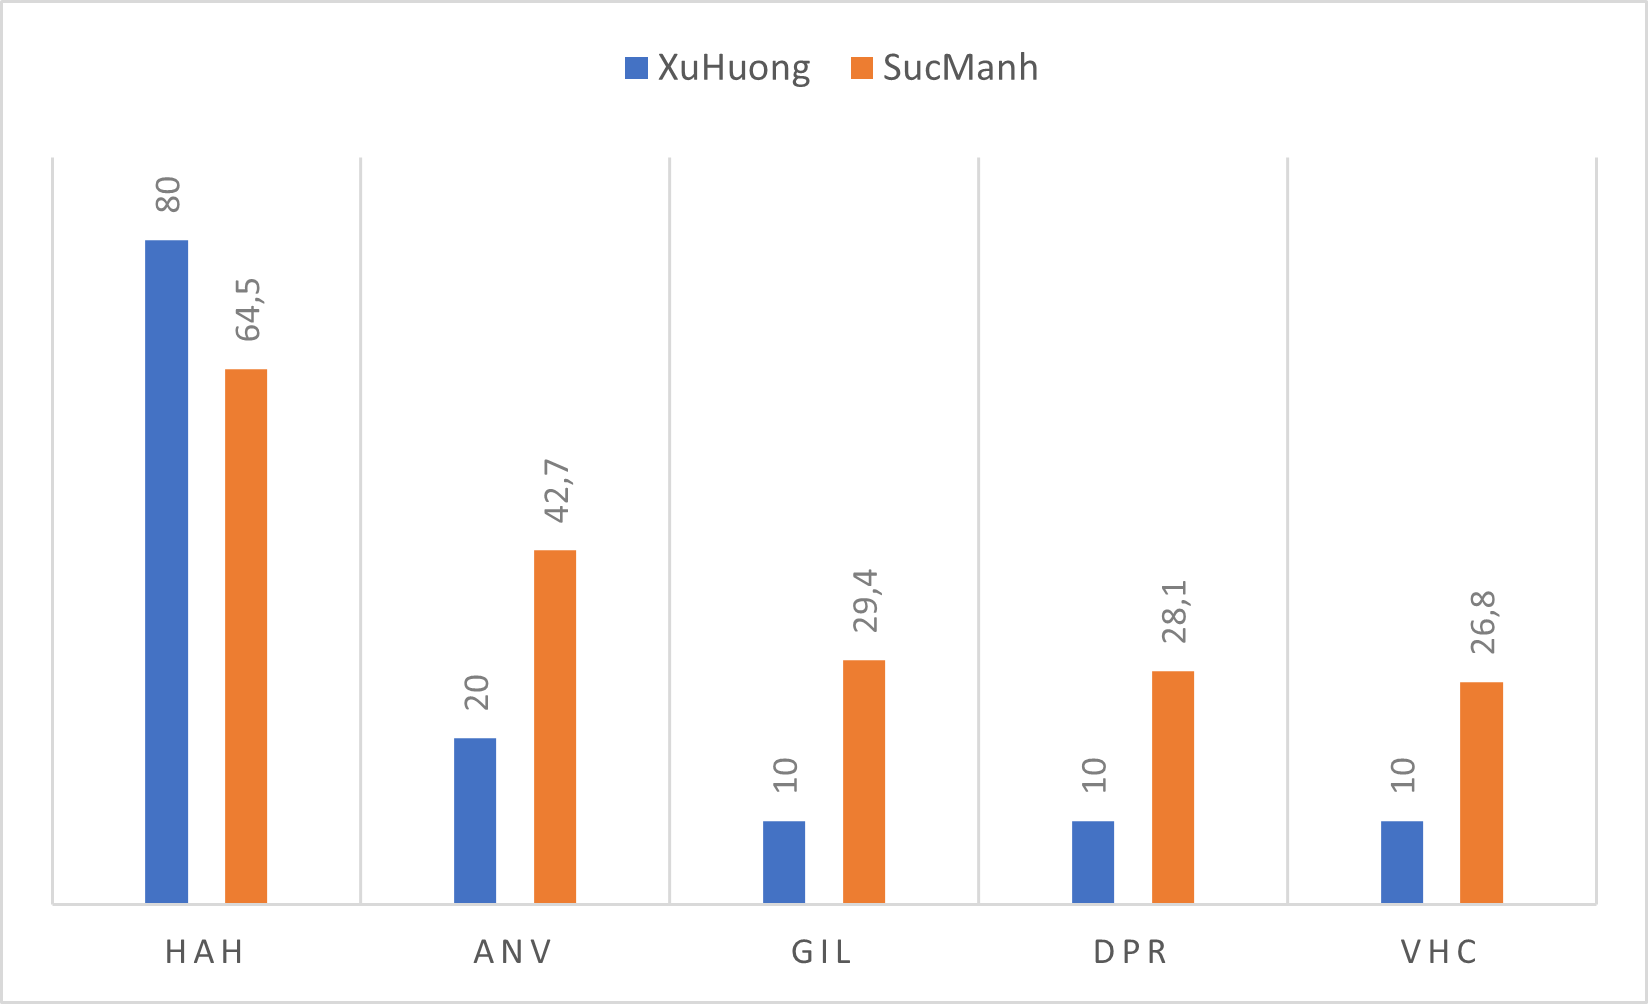 XuHuong SucManh
80 64,5 20 42,7 10 29,4 10 28,1 10 26,8
HAH ANV GIL DPR VHC